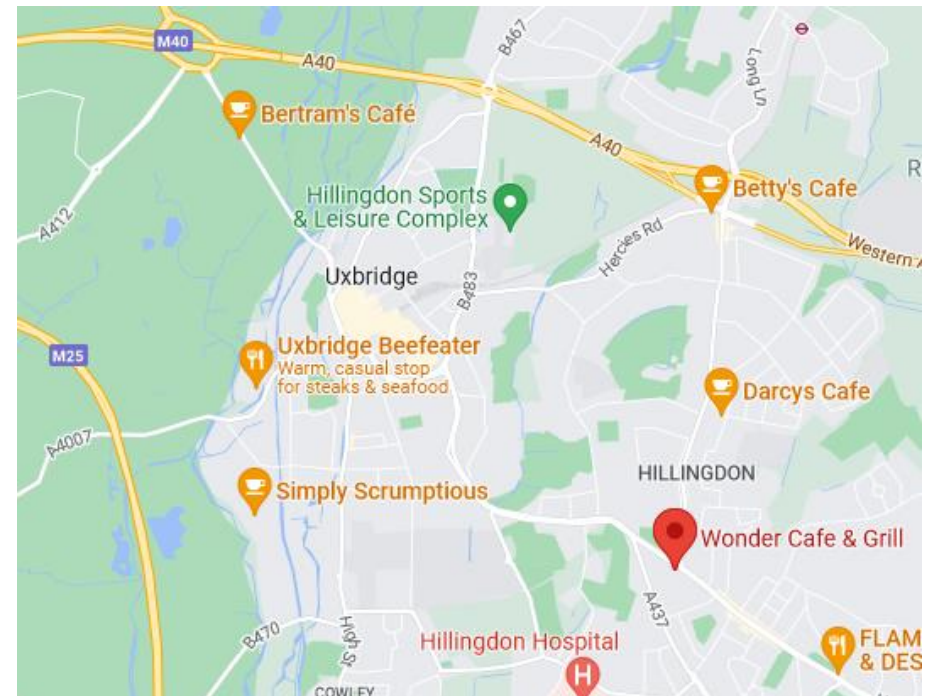 M40
A40
B467
Long Ln
Bertram's Café
A40
Betty's Cafe
R
Hillingdon Sports
& Leisure Complex
A412
Hercies Rd
Western A
Uxbridge
B483
M25
Uxbridge Beefeater
Warm, casual stop
for steaks & seafood
Darcys Cafe
A4007
HILLINGDON
Simply Scrumptious
Wonder Cafe & Grill
A437
B470
High St
Hillingdon Hospital
H
FLAM
& DES
COWLEY